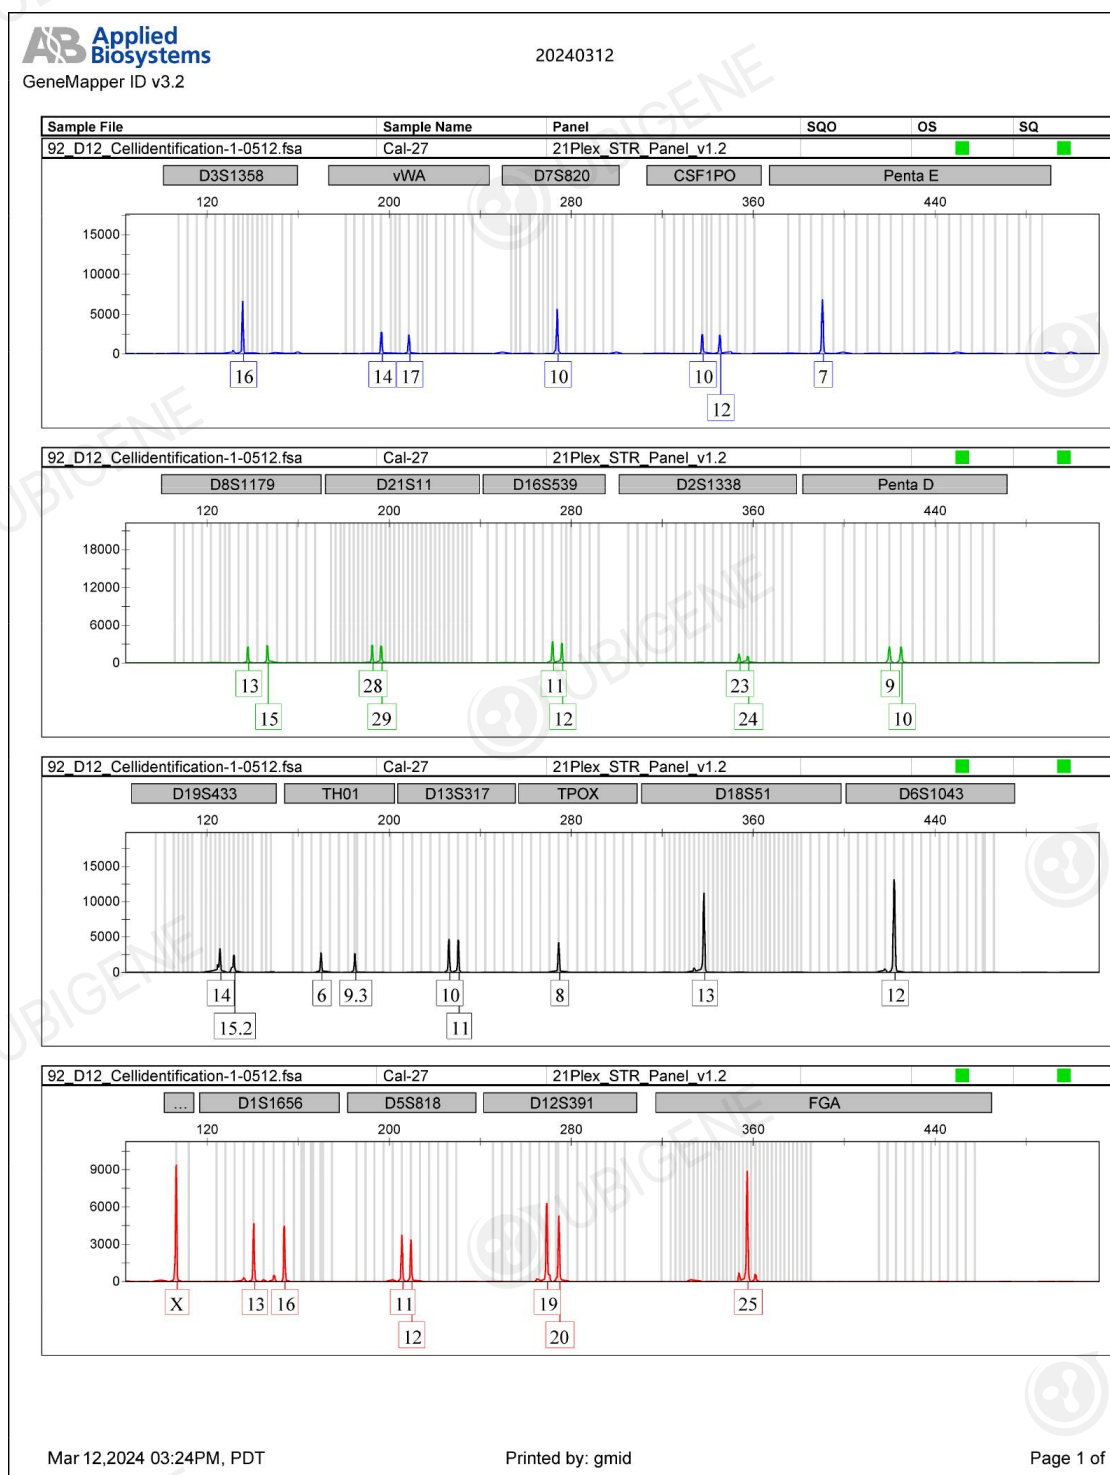 AB Applied Biosystems
GeneMapper ID v3.2
20240312
Sample File Sample Name Panel SQO OS SQ
92_D12_Cellidentification-1-0512.fsa Cal-27 21Plex_STR_Panel_v1.2
D3S1358 vWA D7S820 CSF1PO Penta E
120 200 280 360 440
15000
10000
5000
0
16 14 17 10 10 7
12
92_D12_Cellidentification-1-0512.fsa Cal-27 21Plex_STR_Panel_v1.2
D8S1179 D21S11 D16S539 D2S1338 Penta D
120 200 280 360 440
18000
12000
6000
0
13 28 11 23 9
15 29 12 24 10
92_D12_Cellidentification-1-0512.fsa Cal-27 21Plex_STR_Panel_v1.2
D19S433 TH01 D13S317 TPOX D18S51 D6S1043
120 200 280 360 440
15000
10000
5000
0
14 6 9.3 10 8 13 12
15.2 11
92_D12_Cellidentification-1-0512.fsa Cal-27 21Plex_STR_Panel_v1.2
... D1S1656 D5S818 D12S391 FGA
120 200 280 360 440
9000
6000
3000
0
X 13 16 11 19 25
12 20
Mar 12,2024 03:24PM, PDT Printed by: gmid Page 1 of
UBIGENE
UBIGENE
UBIGENE
UBIGENE
UBIGENE